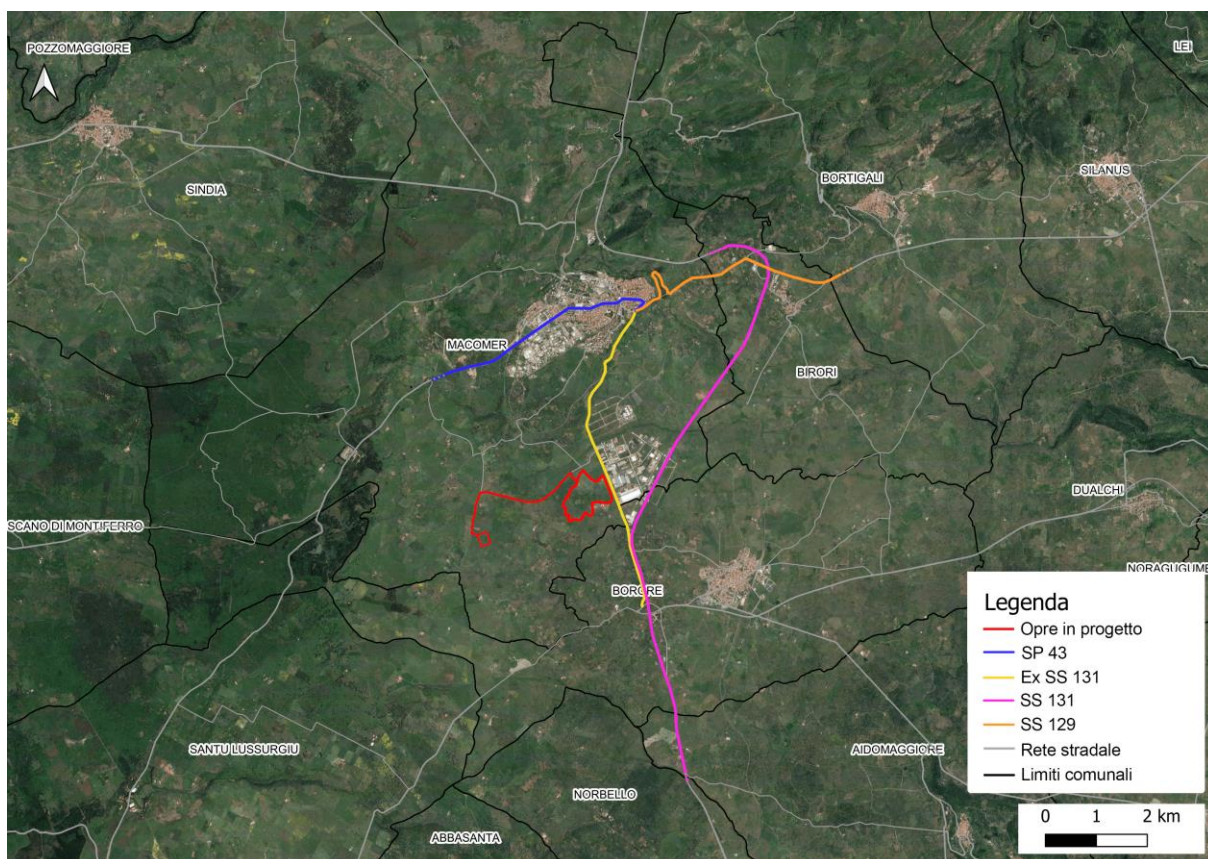 POZZOMAGGIORE
LEI
SINDIA
BORTIGALI
SILANUS
MACOMER
BIRORI
DUALCHI
SCANO DI MONTIFERRO
NORAGUGUME
BORORE
SANTU LUSSURGIU
AIDOMAGGIORE
NORBELLO
ABBASANTA
Legenda
Opre in progetto
SP 43
Ex SS 131
SS 131
SS 129
Rete stradale
Limiti comunali
0 1 2 km